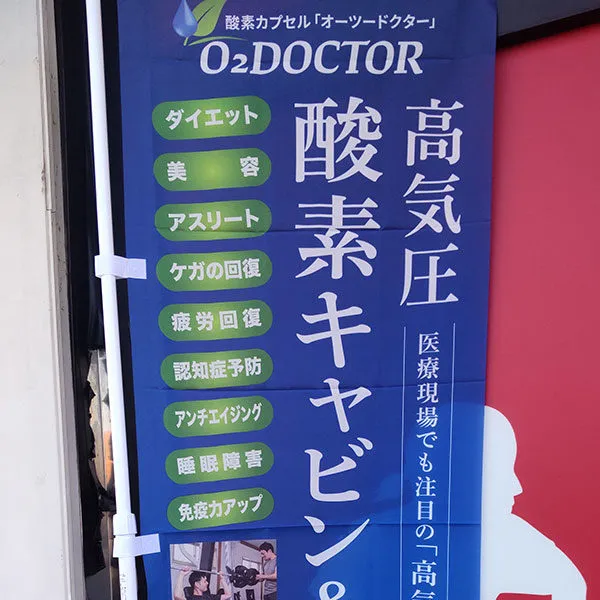 酸素カプセル「オーツードクター」
O2DOCTOR
高気圧
酸素キャビン&
医療現場でも注目の「高気
ダイエット
美容
アスリート
ケガの回復
疲労回復
認知症予防
アンチエイジング
睡眠障害
免疫力アップ